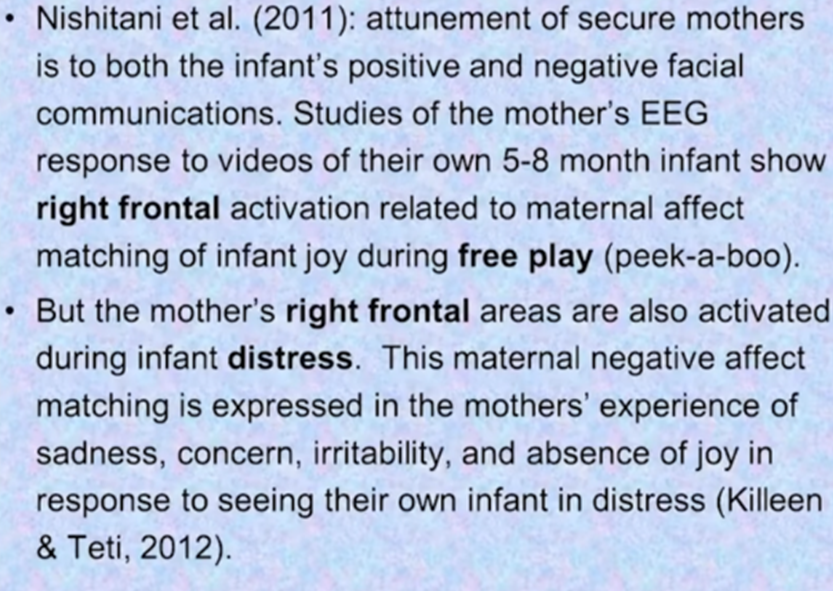 • Nishitani et al. (2011): attunement of secure mothers
is to both the infant's positive and negative facial
communications. Studies of the mother's EEG
response to videos of their own 5-8 month infant show
right frontal activation related to maternal affect
matching of infant joy during free play (peek-a-boo).
• But the mother's right frontal areas are also activated
during infant distress.  This maternal negative affect
matching is expressed in the mothers' experience of
sadness, concern, irritability, and absence of joy in
response to seeing their own infant in distress (Killeen
& Teti, 2012).